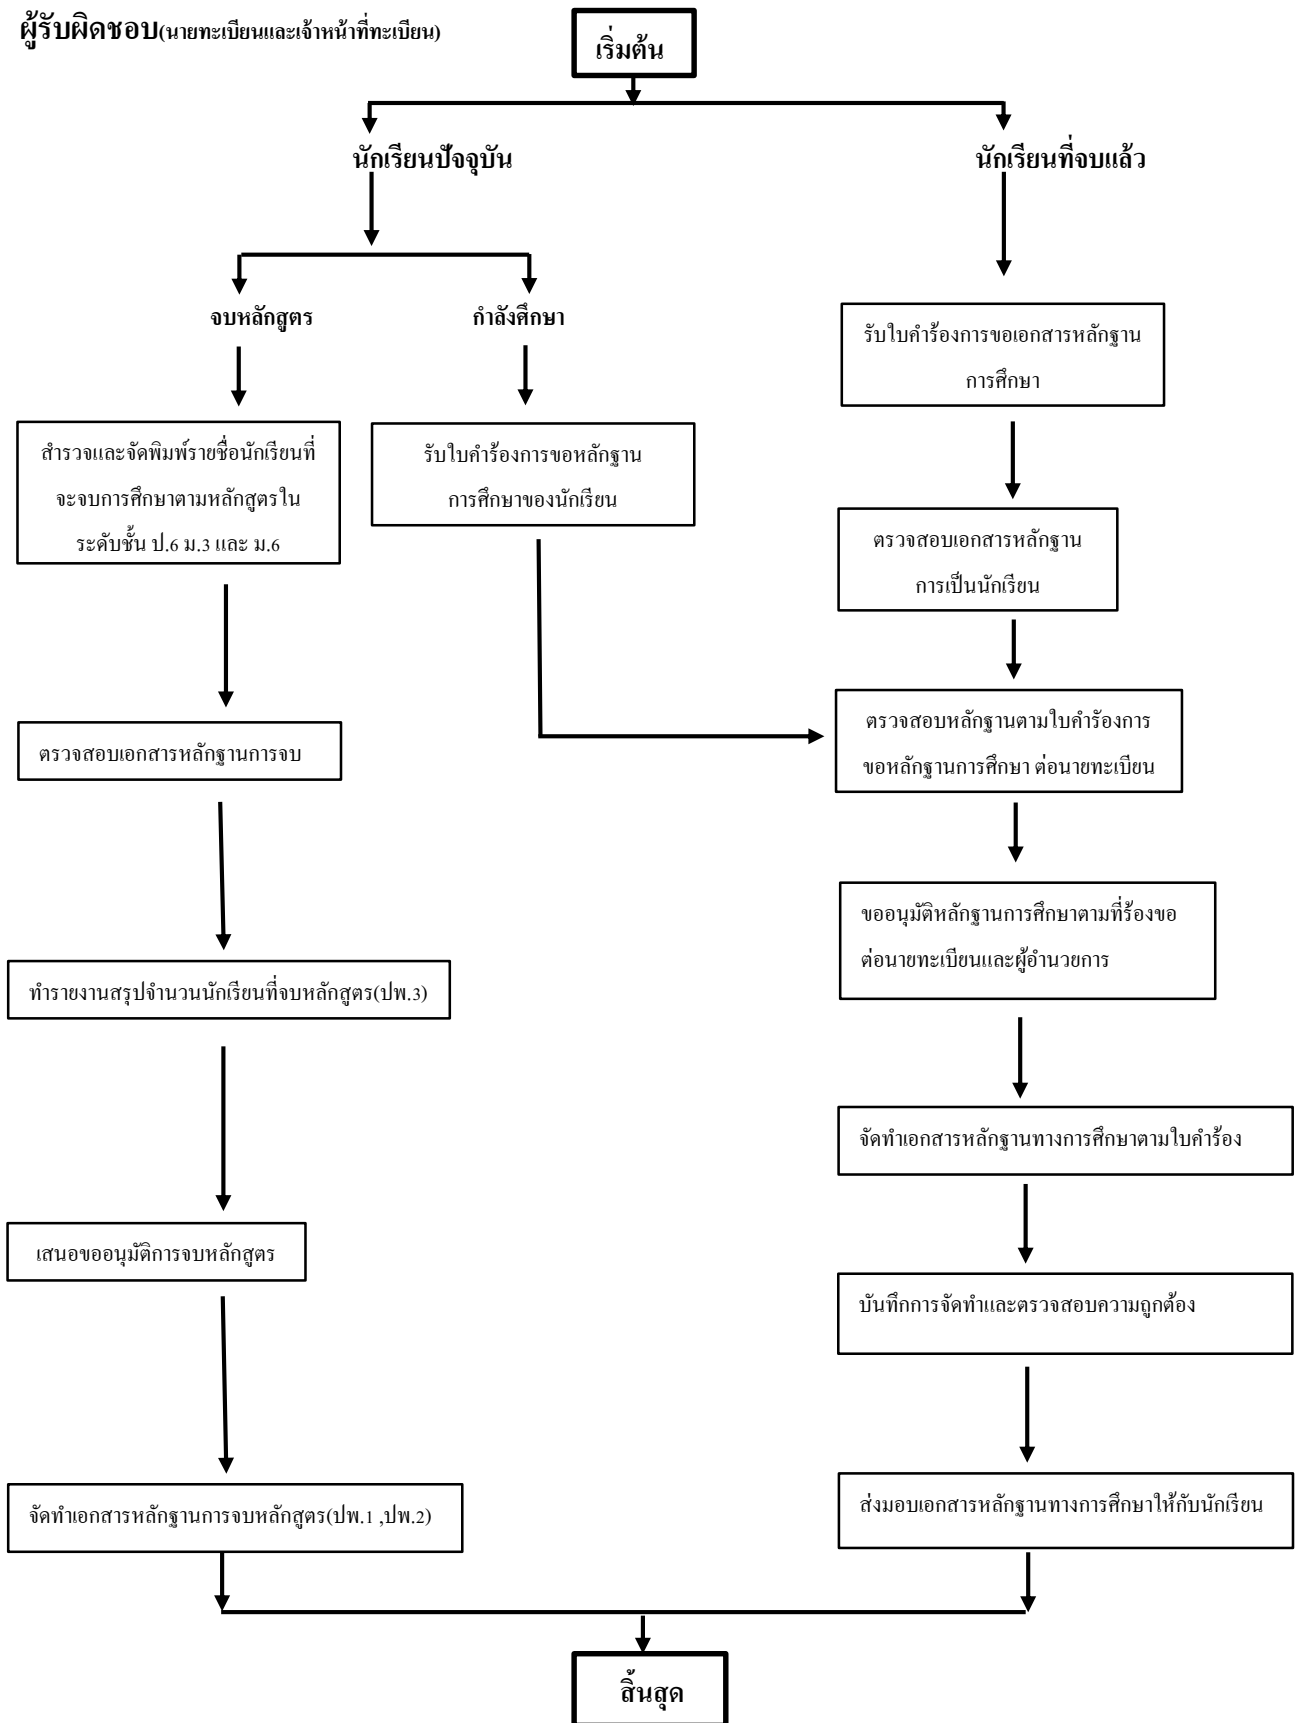 ผู้รับผิดชอบ(นายทะเบียนและเจ้าหน้าที่ทะเบียน)
เริ่มต้น
นักเรียนปัจจุบัน
นักเรียนที่จบแล้ว
จบหลักสูตร
กำลังศึกษา
รับใบคำร้องการขอเอกสารหลักฐาน
การศึกษา
สำรวจและจัดพิมพ์รายชื่อนักเรียนที่
จะจบการศึกษาตามหลักสูตรใน
ระดับชั้น ป.6 ม.3 และ ม.6
รับใบคำร้องการขอหลักฐาน
การศึกษาของนักเรียน
ตรวจสอบเอกสารหลักฐาน
การเป็นนักเรียน
ตรวจสอบเอกสารหลักฐานการจบ
ตรวจสอบหลักฐานตามใบคำร้องการ
ขอหลักฐานการศึกษา ต่อนายทะเบียน
ขออนุมัติหลักฐานการศึกษาตามที่ร้องขอ
ต่อนายทะเบียนและผู้อำนวยการ
ทำรายงานสรุปจำนวนนักเรียนที่จบหลักสูตร(ปพ.3)
จัดทำเอกสารหลักฐานทางการศึกษาตามใบคำร้อง
เสนอขออนุมัติการจบหลักสูตร
บันทึกการจัดทำและตรวจสอบความถูกต้อง
จัดทำเอกสารหลักฐานการจบหลักสูตร(ปพ.1 ,ปพ.2)
ส่งมอบเอกสารหลักฐานทางการศึกษาให้กับนักเรียน
สิ้นสุด